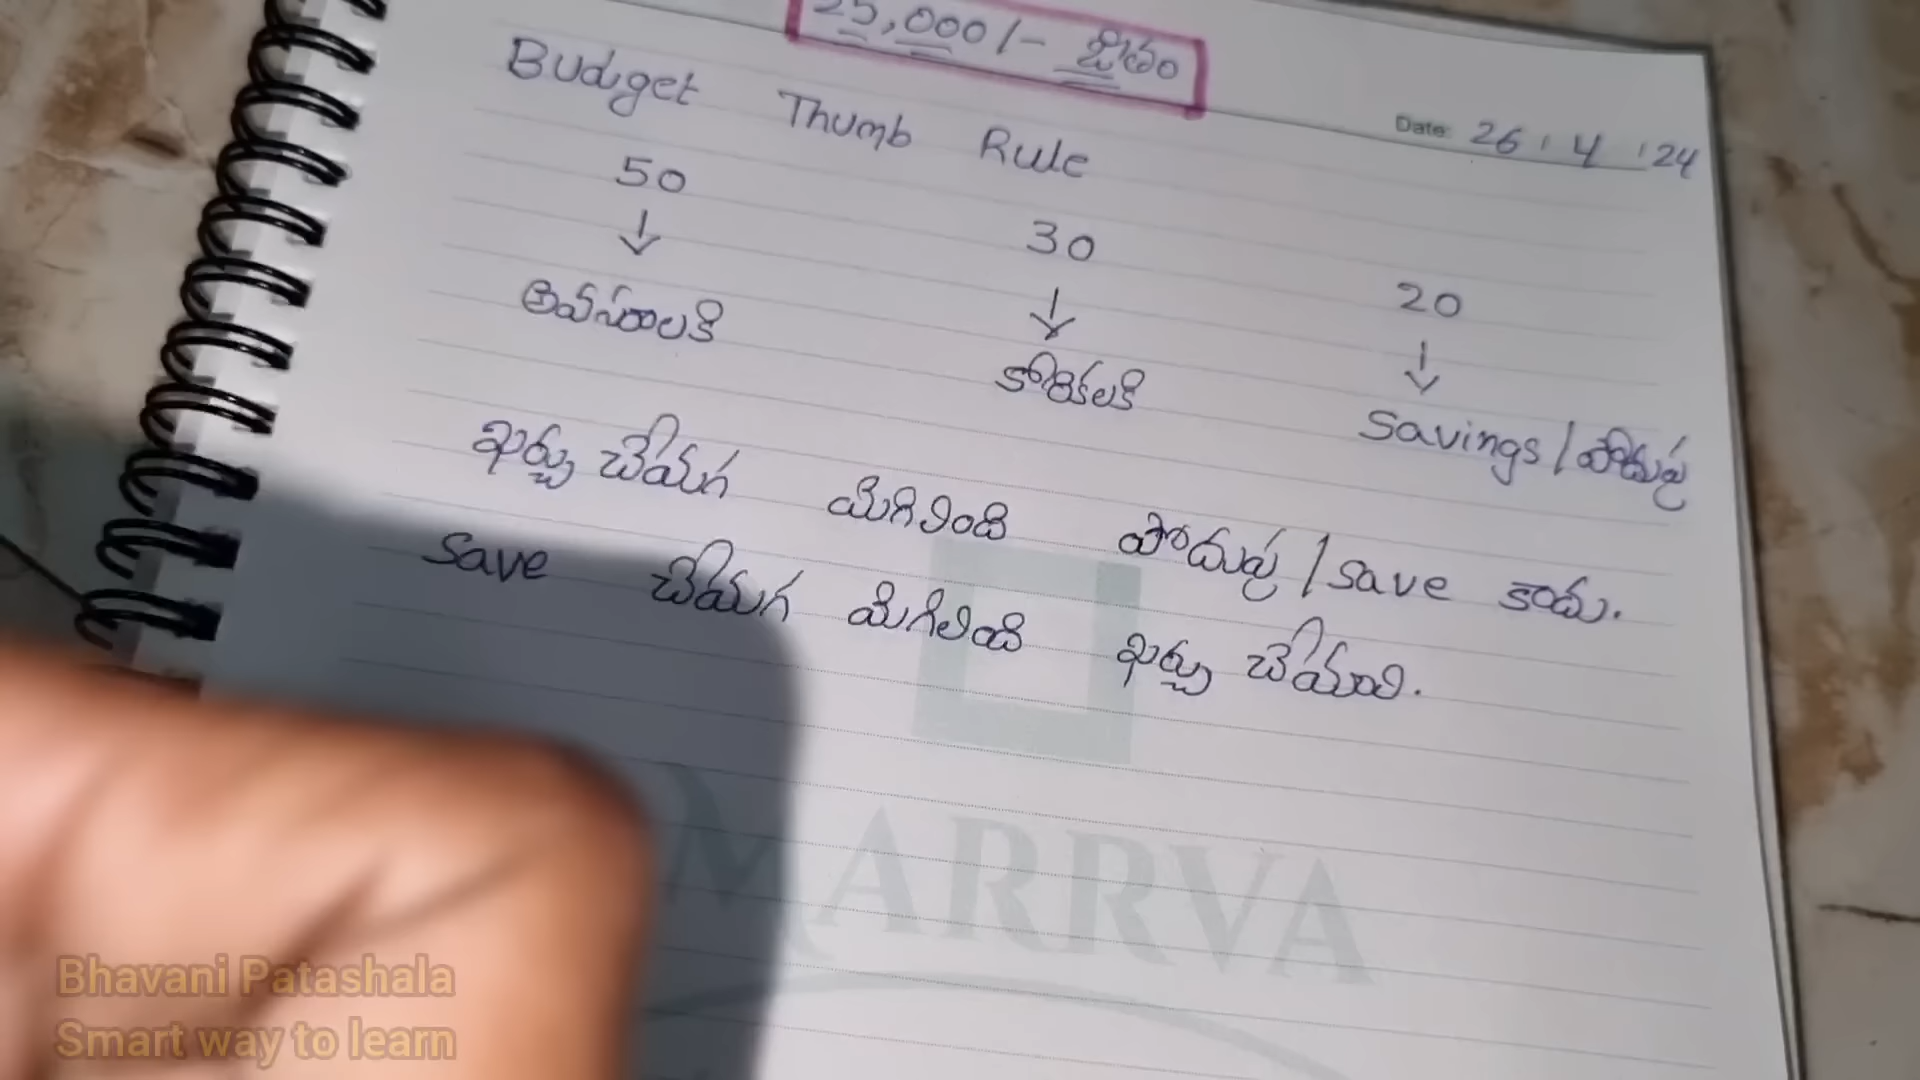 25,000/- జీతం
Date: 26 / 4 / 24
Budget Thumb Rule
50 30 20
అవసరాలకి కోరికలకి Savings/పొదుపు
ఖర్చు చేయగ మిగిలింది పొదుపు/save కాదు.
Save చేయగ మిగిలింది ఖర్చు చేయాలి.
MARRVA
Bhavani Patashala
Smart way to learn